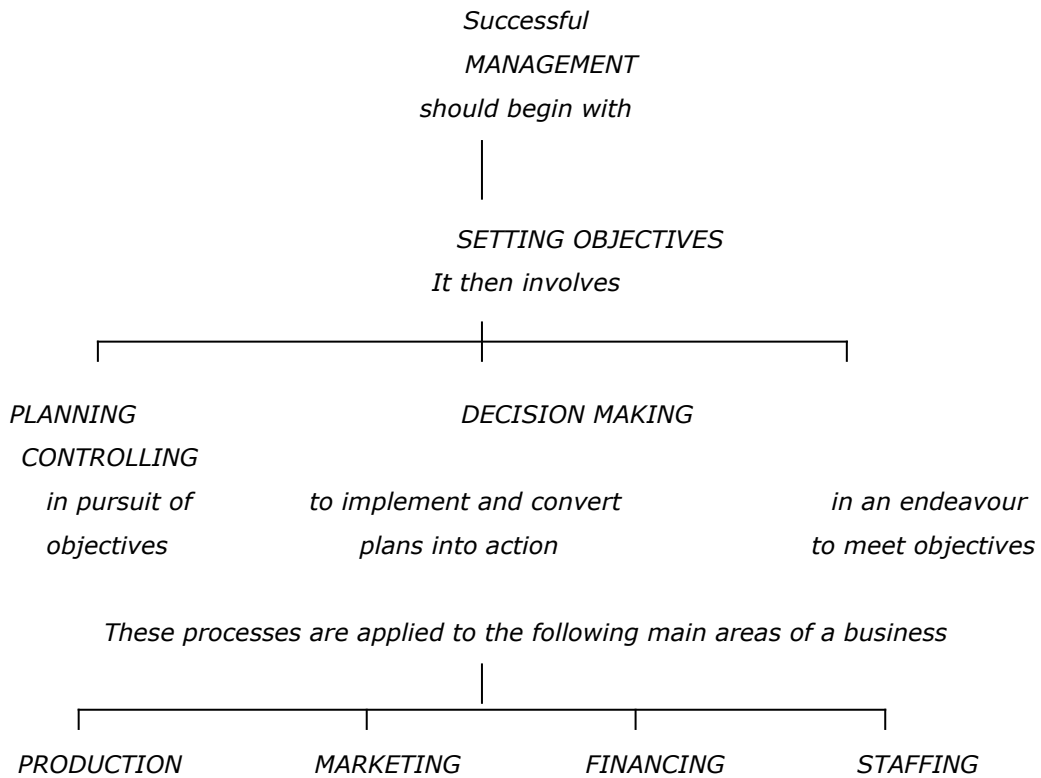 Successful
MANAGEMENT
should begin with
SETTING OBJECTIVES
It then involves
PLANNING DECISION MAKING
CONTROLLING
in pursuit of to implement and convert in an endeavour
objectives plans into action to meet objectives
These processes are applied to the following main areas of a business
PRODUCTION MARKETING FINANCING STAFFING